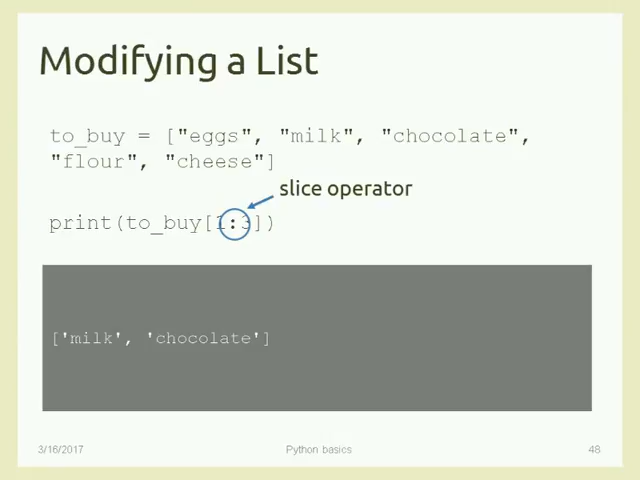 Modifying a List
to_buy = ["eggs", "milk", "chocolate",
"flour", "cheese"]
slice operator
print(to_buy[1:3])
['milk', 'chocolate']
3/16/2017
Python basics
48